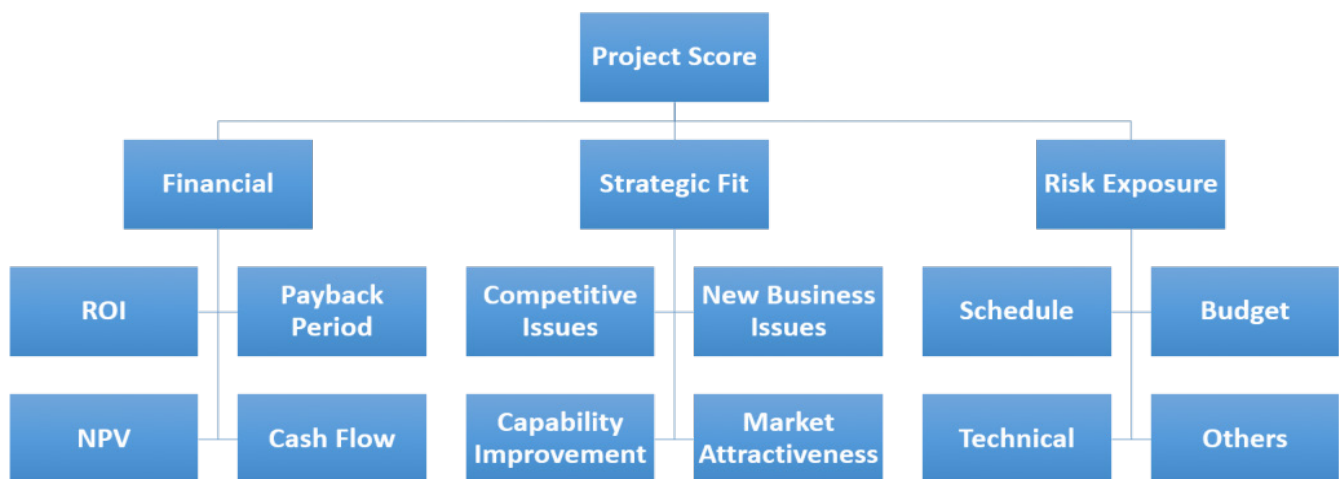 Project Score
Financial
Strategic Fit
Risk Exposure
ROI
Payback
Period
Competitive
Issues
New Business
Issues
Schedule
Budget
NPV
Cash Flow
Capability
Improvement
Market
Attractiveness
Technical
Others